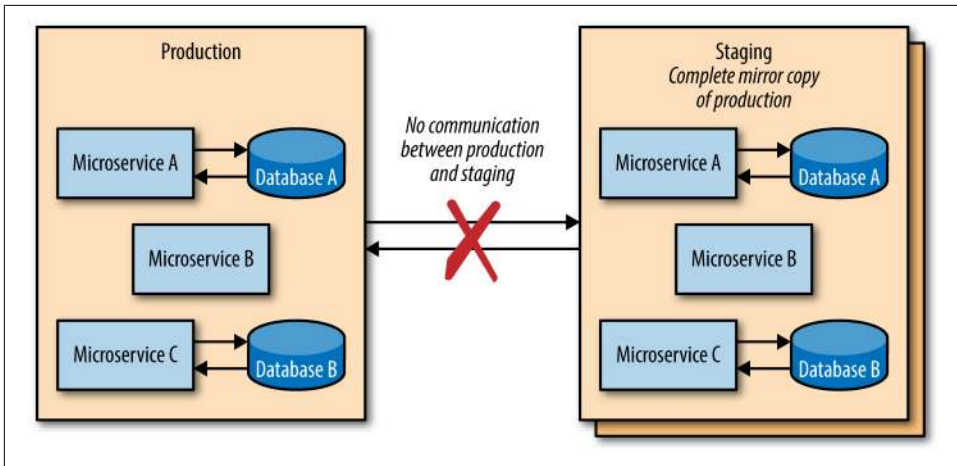 Production
Microservice A
Database A
Microservice B
Microservice C
Database B
No communication
between production
and staging
Staging
Complete mirror copy
of production
Microservice A
Database A
Microservice B
Microservice C
Database B